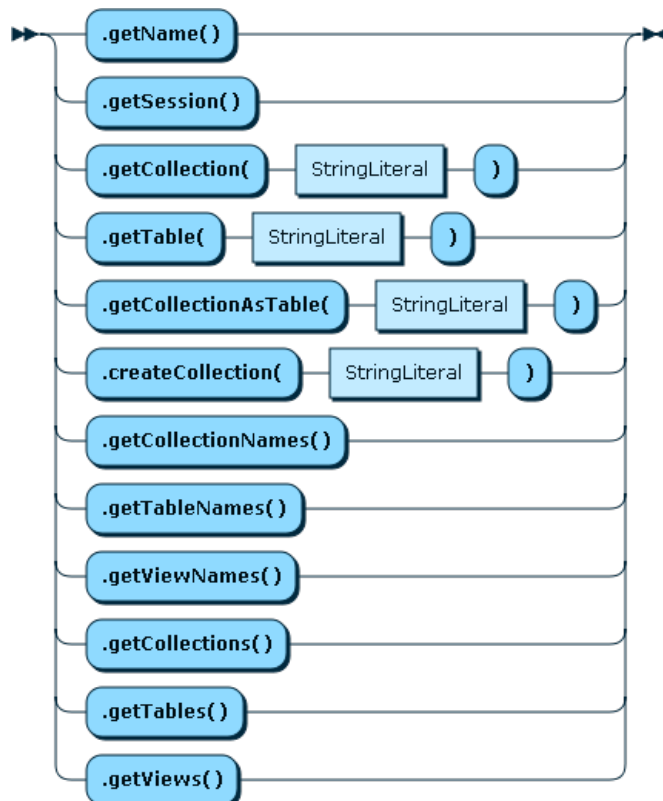 .getName()
.getSession()
.getCollection( StringLiteral )
.getTable( StringLiteral )
.getCollectionAsTable( StringLiteral )
.createCollection( StringLiteral )
.getCollectionNames()
.getTableNames()
.getViewNames()
.getCollections()
.getTables()
.getViews()